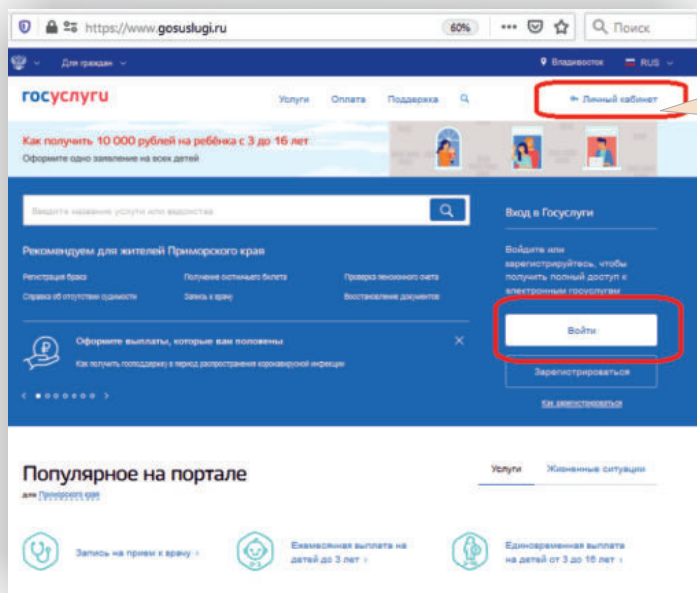 https://www.gosuslugi.ru 60% Поиск
Для граждан Владивосток RUS
госуслуги Услуги Оплата Поддержка Личный кабинет
Как получить 10 000 рублей на ребёнка с 3 до 16 лет
Оформите одно заявление на всех детей
Введите название услуги или ведомства
Вход в Госуслуги
Рекомендуем для жителей Приморского края
Регистрация брака Получение охотничьего билета Проверка пенсионного счета
Справка об отсутствии судимости Запись к врачу Восстановление документов
Войдите или
зарегистрируйтесь, чтобы
получить полный доступ к
электронным госуслугам
Войти
Оформите выплаты, которые вам положены
Как получить господдержку в период распространения коронавирусной инфекции
Зарегистрироваться
Как зарегистрироваться
Популярное на портале
для Приморского края
Услуги Жизненные ситуации
Запись на прием к врачу
Ежемесячная выплата на
детей до 3 лет
Единовременная выплата
на детей от 3 до 16 лет